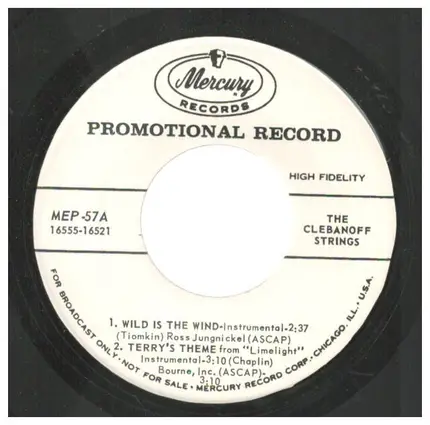 Mercury
RECORDS
PROMOTIONAL RECORD
HIGH FIDELITY
MEP-57A
16555-16521
THE
CLEBANOFF
STRINGS
1. WILD IS THE WIND-Instrumental-2:37
(Tiomkin) Ross Jungnickel (ASCAP)
2. TERRY'S THEME from "Limelight"
Instrumental-3:10 (Chaplin)
Bourne, Inc. (ASCAP)-
3:10
FOR BROADCAST ONLY • NOT FOR SALE • MERCURY RECORD CORP. • CHICAGO, ILL. • U.S.A.